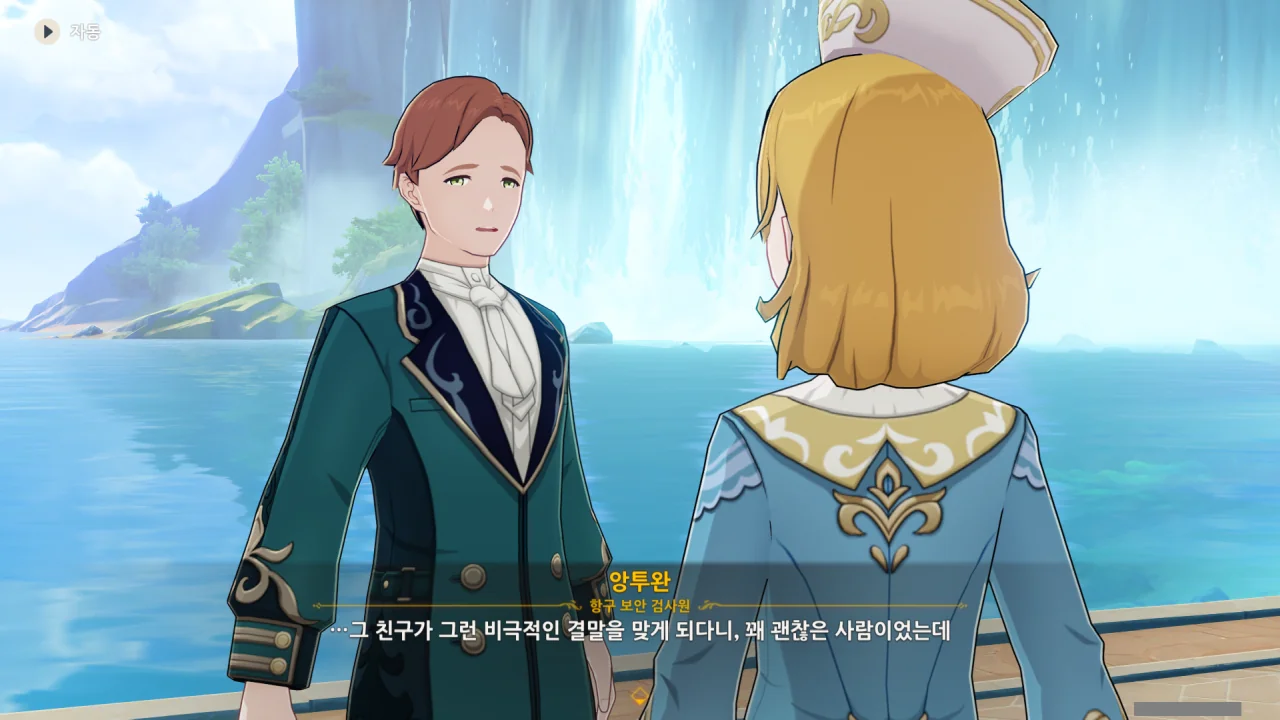 자동
앙투완
항구 보안 검사원
…그 친구가 그런 비극적인 결말을 맞게 되다니, 꽤 괜찮은 사람이었는데